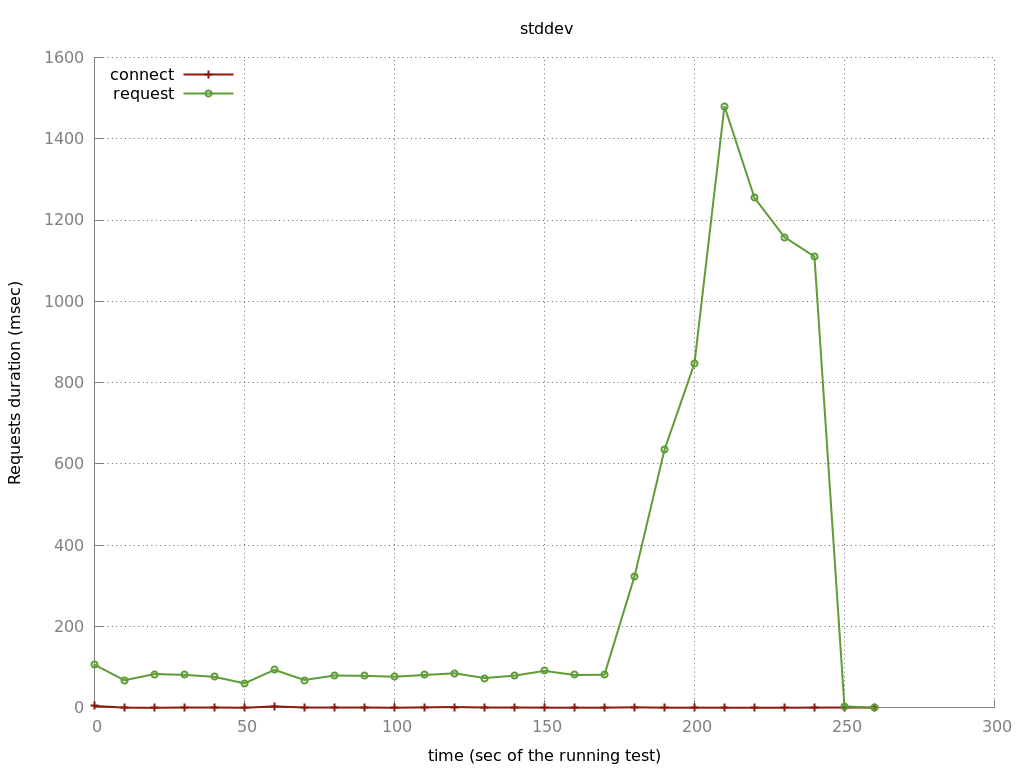 stddev
1600
1400
1200
1000
800
600
400
200
0
connect
request
Requests duration (msec)
0 50 100 150 200 250 300
time (sec of the running test)